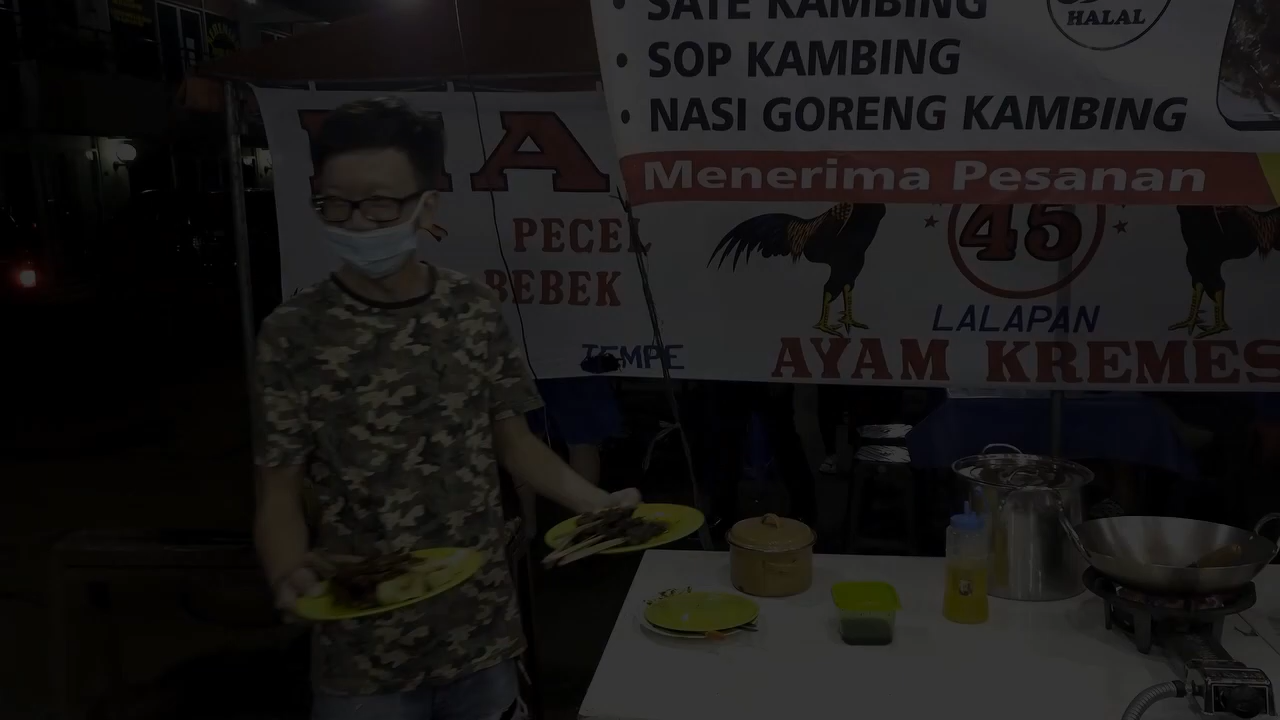 SATE KAMBING
SOP KAMBING
NASI GORENG KAMBING
HALAL
Menerima Pesanan
PECEL
BEBEK
TEMPE
45
LALAPAN
AYAM KREMES